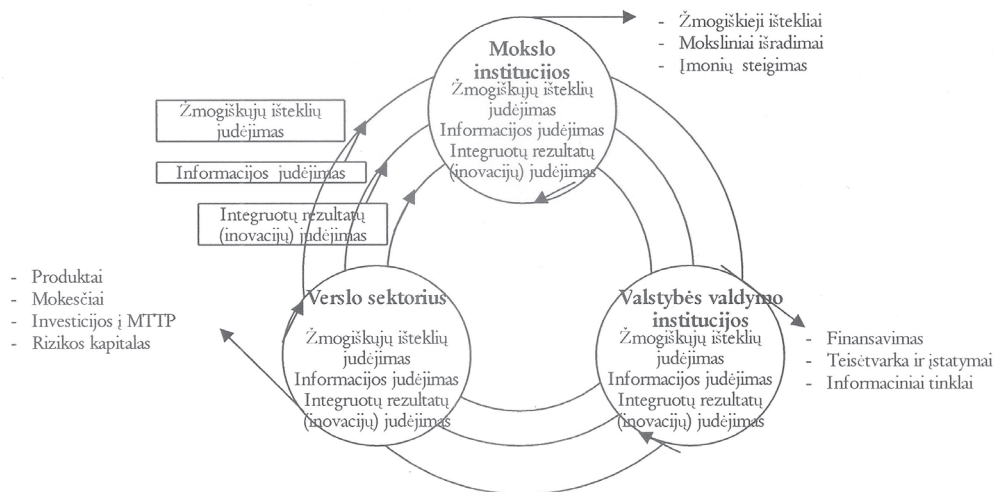 Mokslo
institucijos
Žmogiškųjų išteklių
judėjimas
Informacijos judėjimas
Integruotų rezultatų
(inovacijų) judėjimas
- Žmogiškieji ištekliai
- Moksliniai išradimai
- Įmonių steigimas
Žmogiškųjų išteklių
judėjimas
Informacijos judėjimas
Integruotų rezultatų
(inovacijų) judėjimas
- Produktai
- Mokesčiai
- Investicijos į MTTP
- Rizikos kapitalas
Verslo sektorius
Žmogiškųjų išteklių
judėjimas
Informacijos judėjimas
Integruotų rezultatų
(inovacijų) judėjimas
Valstybės valdymo
institucijos
Žmogiškųjų išteklių
judėjimas
Informacijos judėjimas
Integruotų rezultatų
(inovacijų) judėjimas
- Finansavimas
- Teisėtvarka ir įstatymai
- Informaciniai tinklai